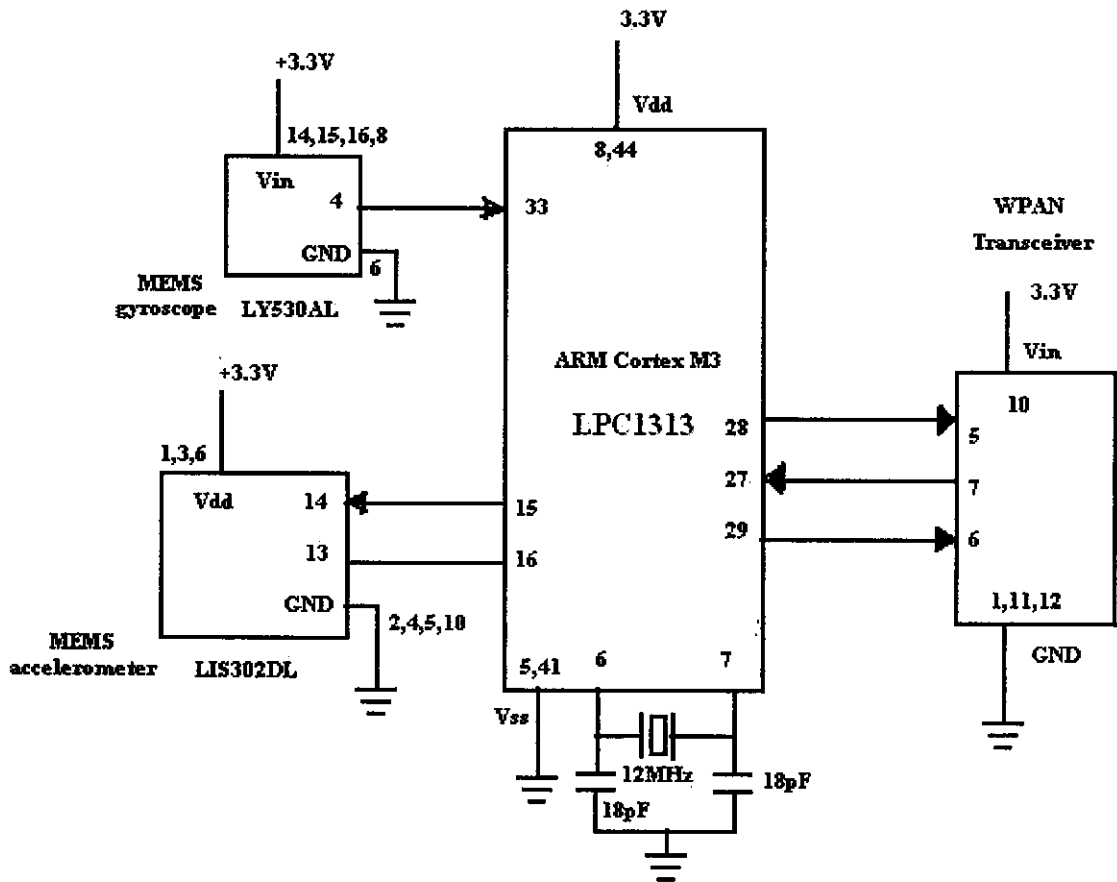 3.3V
Vdd
8,44
+3.3V
14,15,16,8
Vin
4
33
GND
6
MEMS
gyroscope
LY530AL
WPAN
Transceiver
3.3V
Vin
10
ARM Cortex M3
LPC1313
28
5
27
7
29
6
1,11,12
GND
+3.3V
1,3,6
Vdd
14
15
13
16
GND
2,4,5,10
MEMS
accelerometer
LIS302DL
5,41
6
7
Vss
12MHz
18pF
18pF